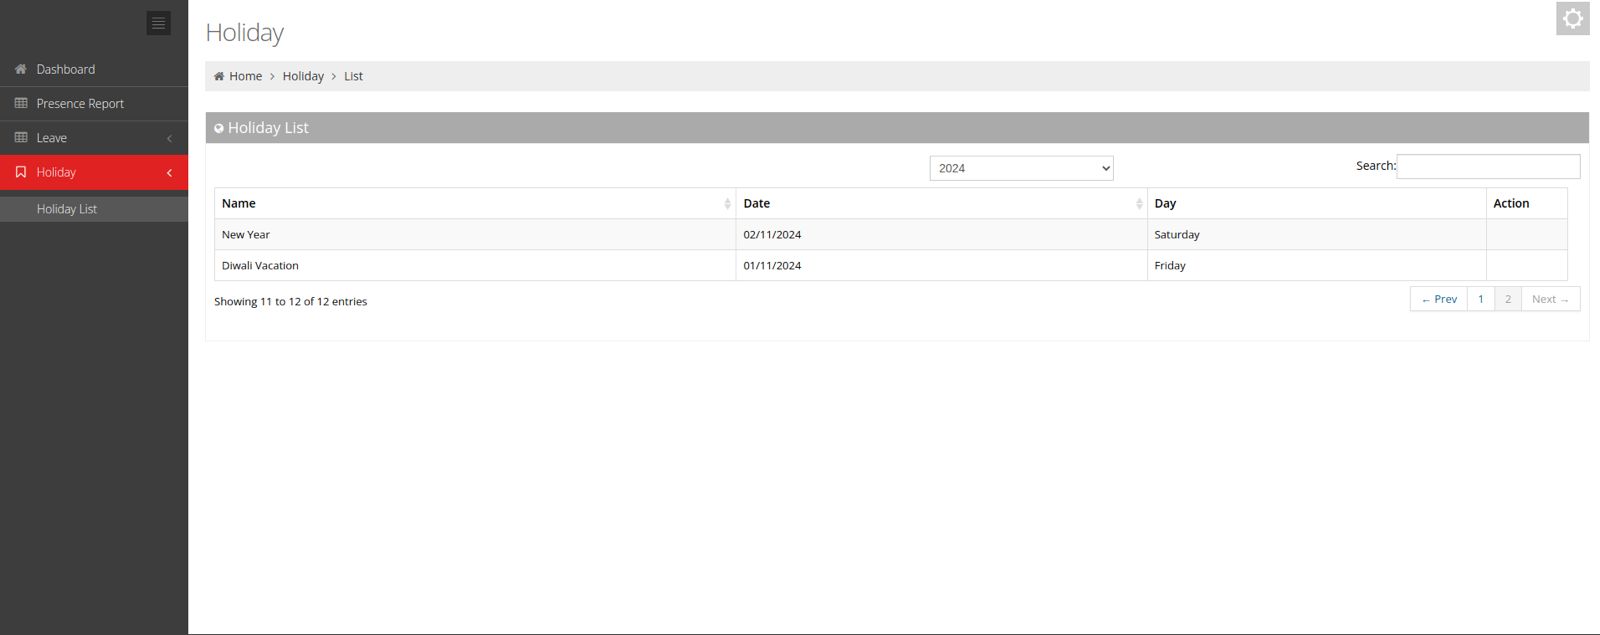 Holiday
Dashboard
Presence Report
Leave
Holiday
Holiday List
Home > Holiday > List
Holiday List
2024
Search:
Name Date Day Action
New Year 02/11/2024 Saturday
Diwali Vacation 01/11/2024 Friday
Showing 11 to 12 of 12 entries
← Prev 1 2 Next →